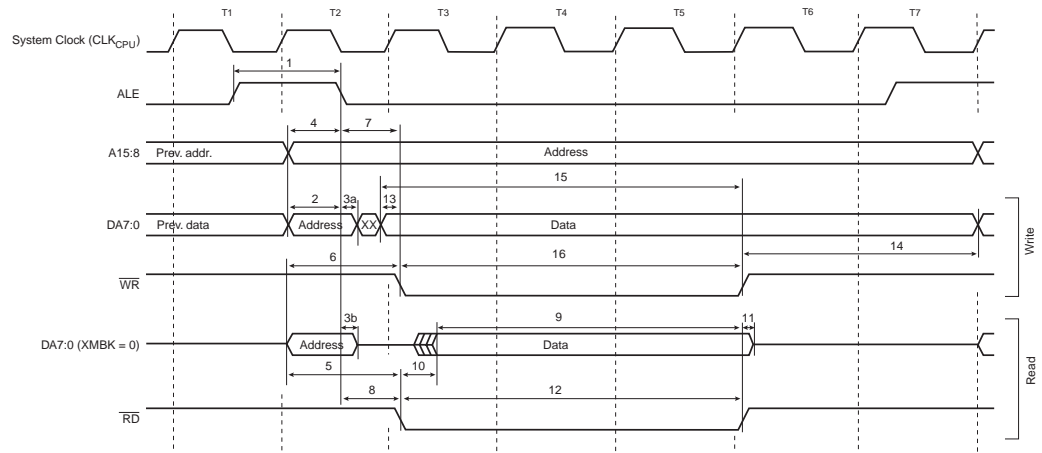 T1 T2 T3 T4 T5 T6 T7
System Clock (CLKCPU)
1
ALE
4 7
A15:8 Prev. addr. Address
15
2 3a 13
DA7:0 Prev. data Address XX Data
14
6 16
WR
Write
3b 9 11
DA7:0 (XMBK = 0) Address Data
5 10
8 12
RD
Read